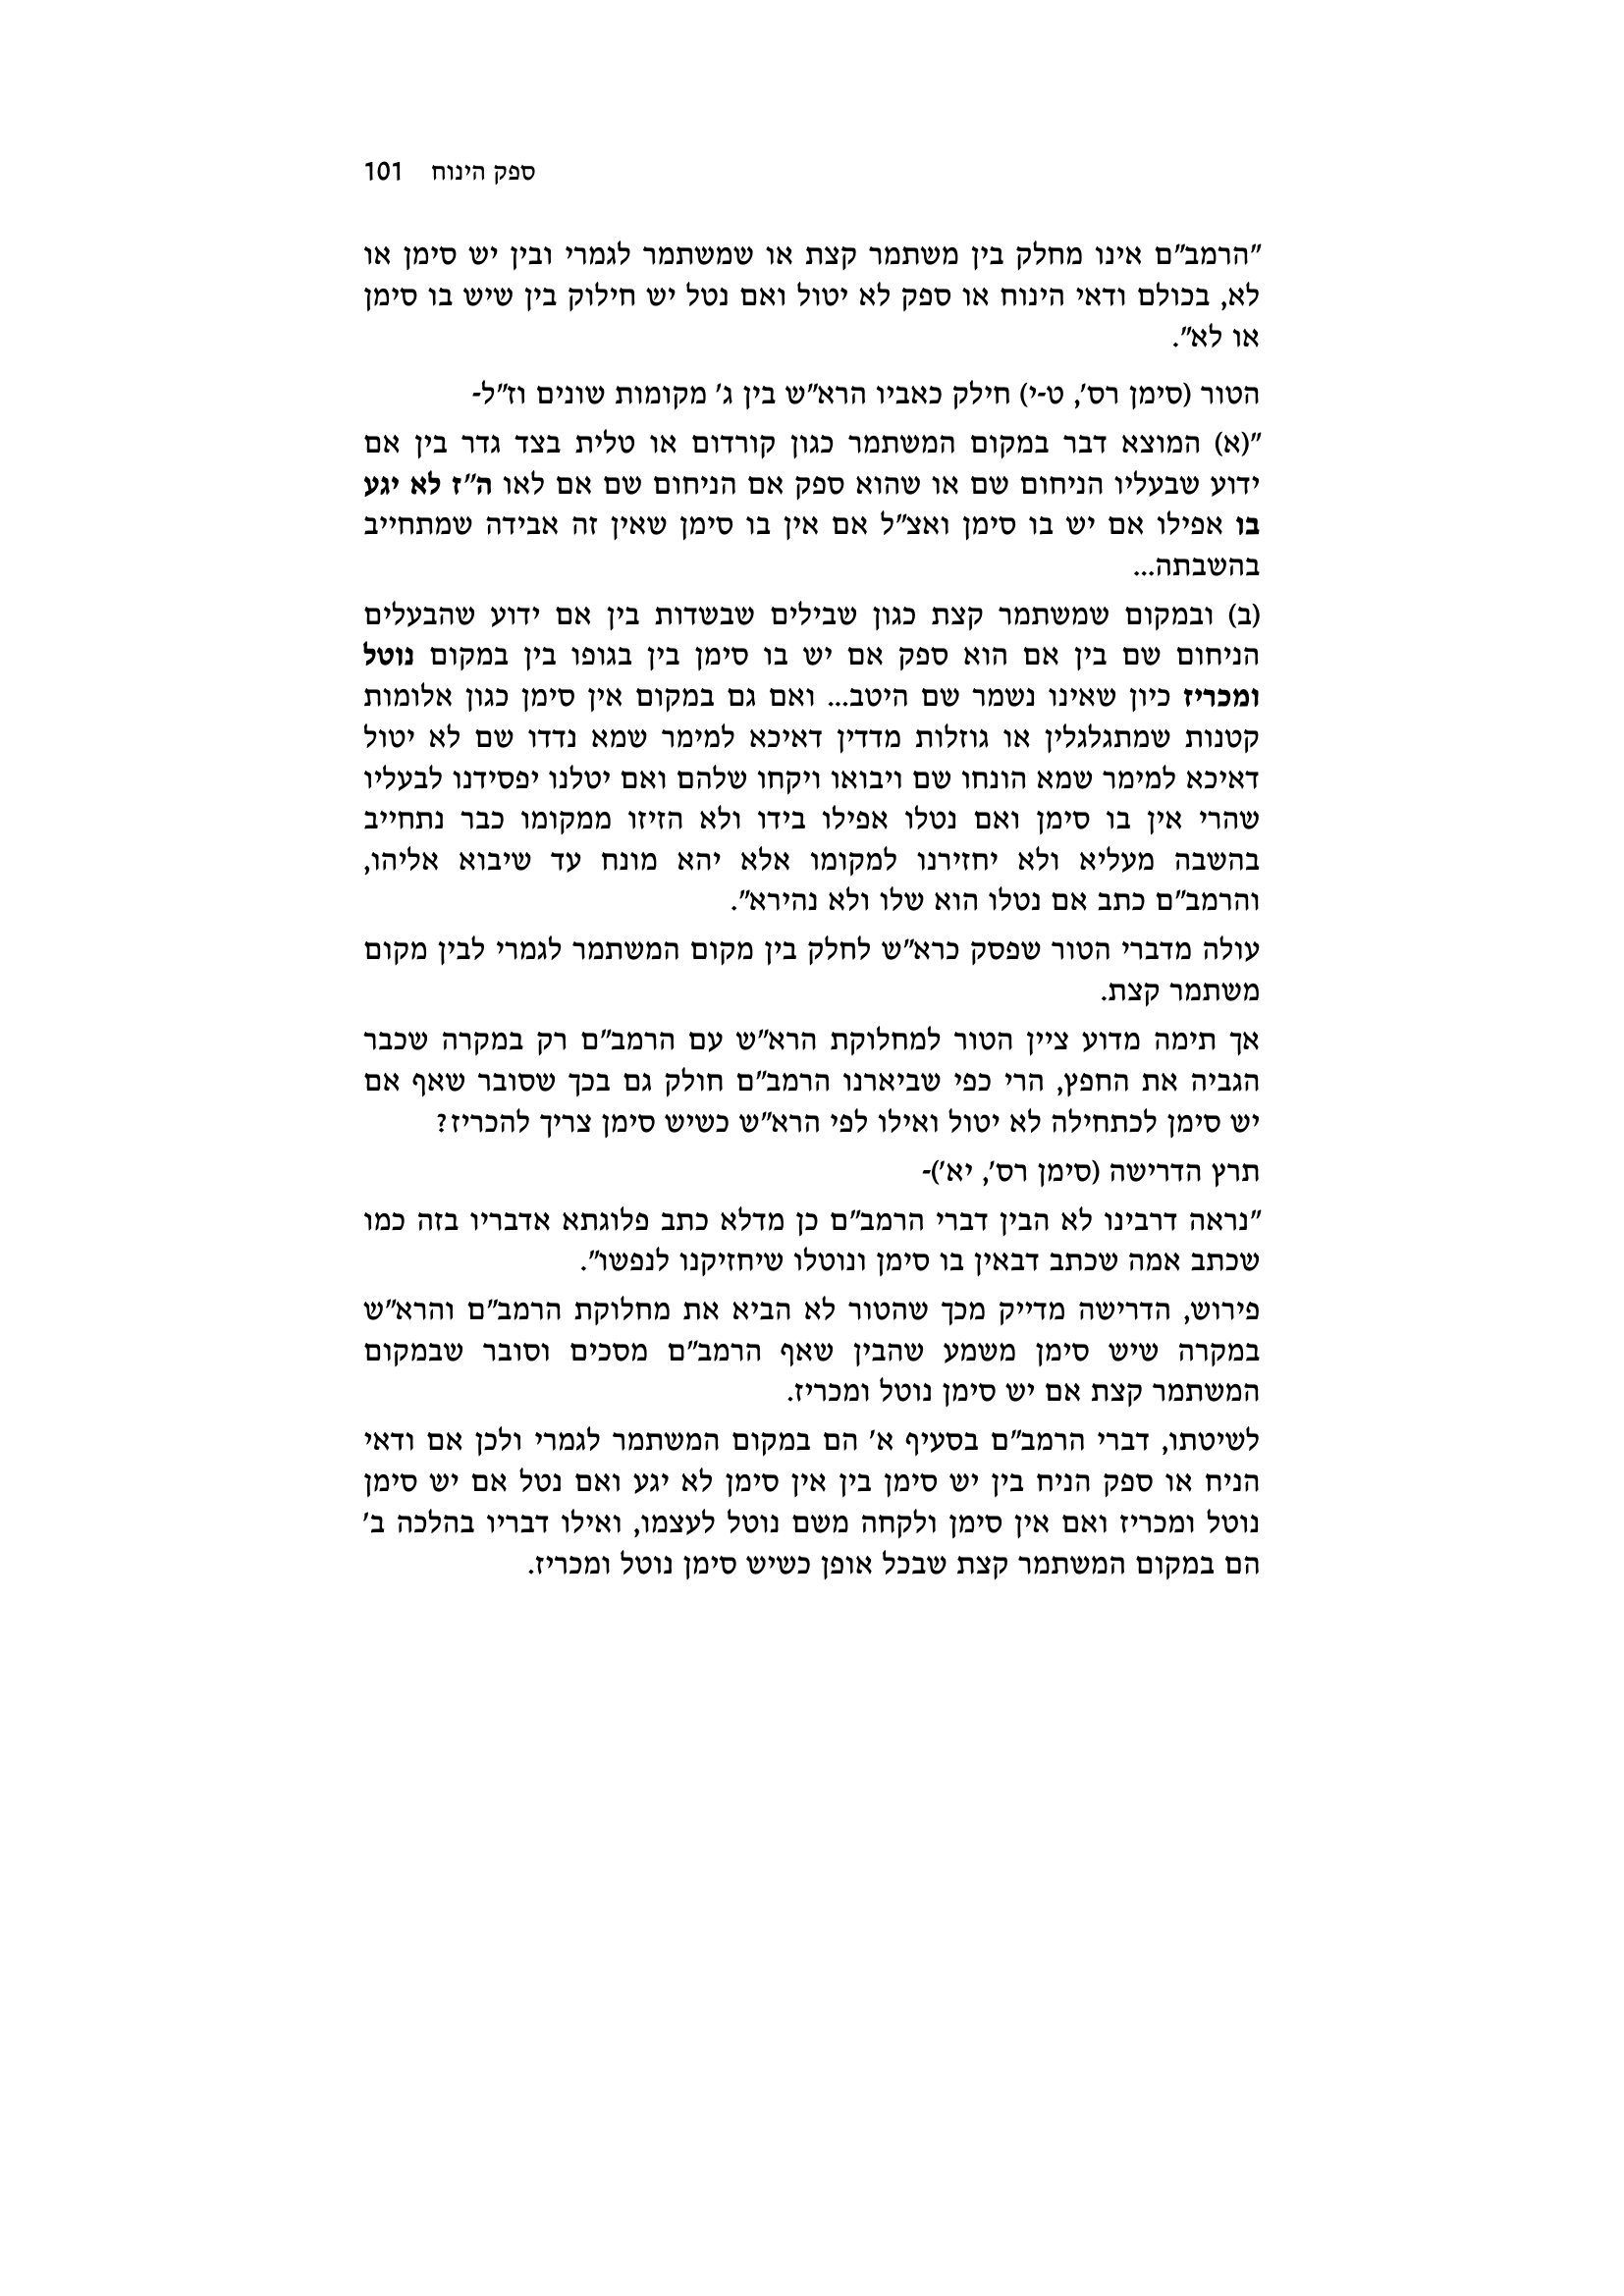 ספק הינוח 101
"הרמב"ם אינו מחלק בין משתמר קצת או שמשתמר לגמרי ובין יש סימן או
לא, בכולם ודאי הינוח או ספק לא יטול ואם נטל יש חילוק בין שיש בו סימן
או לא".
הטור (סימן רס', ט-י) חילק כאביו הרא"ש בין ג' מקומות שונים וז"ל-
"(א) המוצא דבר במקום המשתמר כגון קורדום או טלית בצד גדר בין אם
ידוע שבעליו הניחום שם או שהוא ספק אם הניחום שם אם לאו ה"ז לא יגע
בו אפילו אם יש בו סימן ואצ"ל אם אין בו סימן שאין זה אבידה שמתחייב
בהשבתה...
(ב) ובמקום שמשתמר קצת כגון שבילים שבשדות בין אם ידוע שהבעלים
הניחום שם בין אם הוא ספק אם יש בו סימן בין בגופו בין במקום נוטל
ומכריז כיון שאינו נשמר שם היטב... ואם גם במקום אין סימן כגון אלומות
קטנות שמתגלגלין או גוזלות מדדין דאיכא למימר שמא נדדו שם לא יטול
דאיכא למימר שמא הונחו שם ויבואו ויקחו שלהם ואם יטלנו יפסידנו לבעליו
שהרי אין בו סימן ואם נטלו אפילו בידו ולא הזיזו ממקומו כבר נתחייב
בהשבה מעליא ולא יחזירנו למקומו אלא יהא מונח עד שיבוא אליהו,
והרמב"ם כתב אם נטלו הוא שלו ולא נהירא".
עולה מדברי הטור שפסק כרא"ש לחלק בין מקום המשתמר לגמרי לבין מקום
משתמר קצת.
אך תימה מדוע ציין הטור למחלוקת הרא"ש עם הרמב"ם רק במקרה שכבר
הגביה את החפץ, הרי כפי שביארנו הרמב"ם חולק גם בכך שסובר שאף אם
יש סימן לכתחילה לא יטול ואילו לפי הרא"ש כשיש סימן צריך להכריז?
תרץ הדרישה (סימן רס', יא')-
"נראה דרבינו לא הבין דברי הרמב"ם כן מדלא כתב פלוגתא אדבריו בזה כמו
שכתב אמה שכתב דבאין בו סימן ונוטלו שיחזיקנו לנפשו".
פירוש, הדרישה מדייק מכך שהטור לא הביא את מחלוקת הרמב"ם והרא"ש
במקרה שיש סימן משמע שהבין שאף הרמב"ם מסכים וסובר שבמקום
המשתמר קצת אם יש סימן נוטל ומכריז.
לשיטתו, דברי הרמב"ם בסעיף א' הם במקום המשתמר לגמרי ולכן אם ודאי
הניח או ספק הניח בין יש סימן בין אין סימן לא יגע ואם נטל אם יש סימן
נוטל ומכריז ואם אין סימן ולקחה משם נוטל לעצמו, ואילו דבריו בהלכה ב'
הם במקום המשתמר קצת שבכל אופן כשיש סימן נוטל ומכריז.